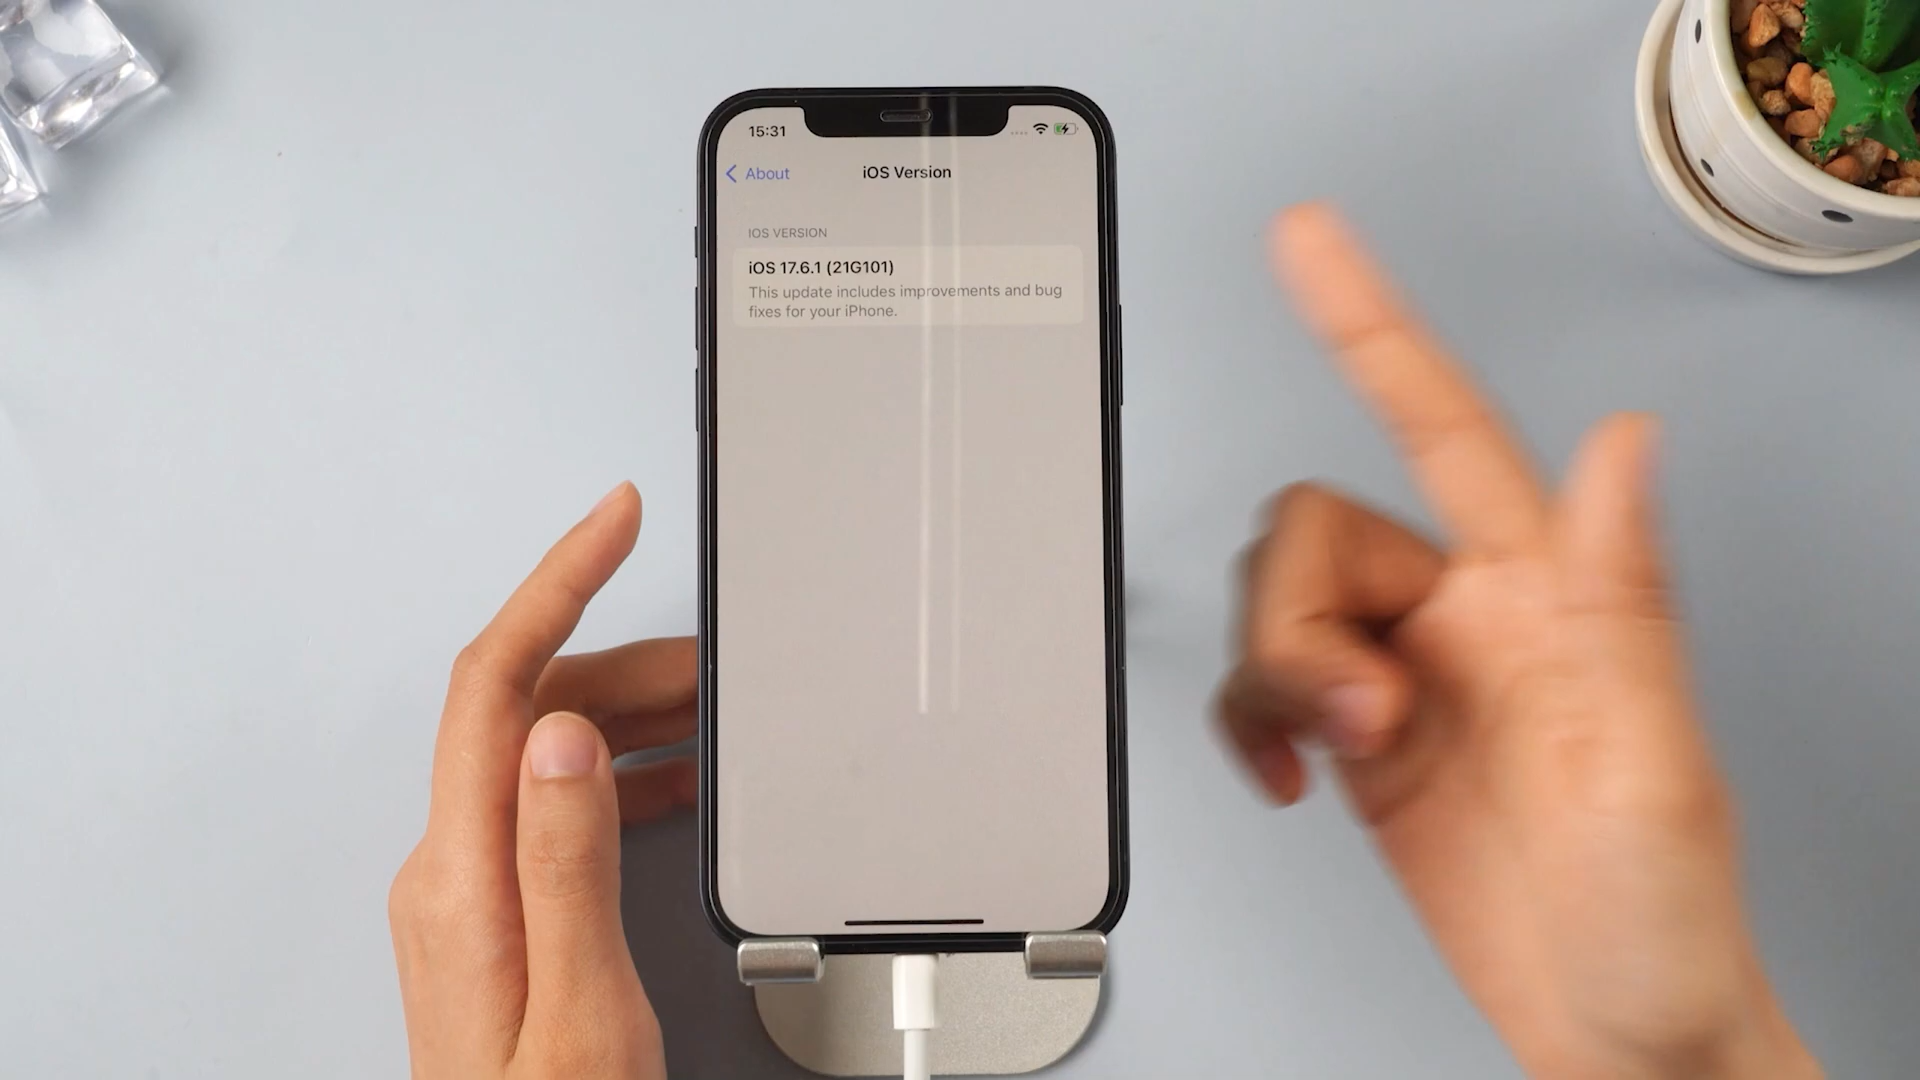 15:31
About
iOS Version
IOS VERSION
iOS 17.6.1 (21G101)
This update includes improvements and bug
fixes for your iPhone.